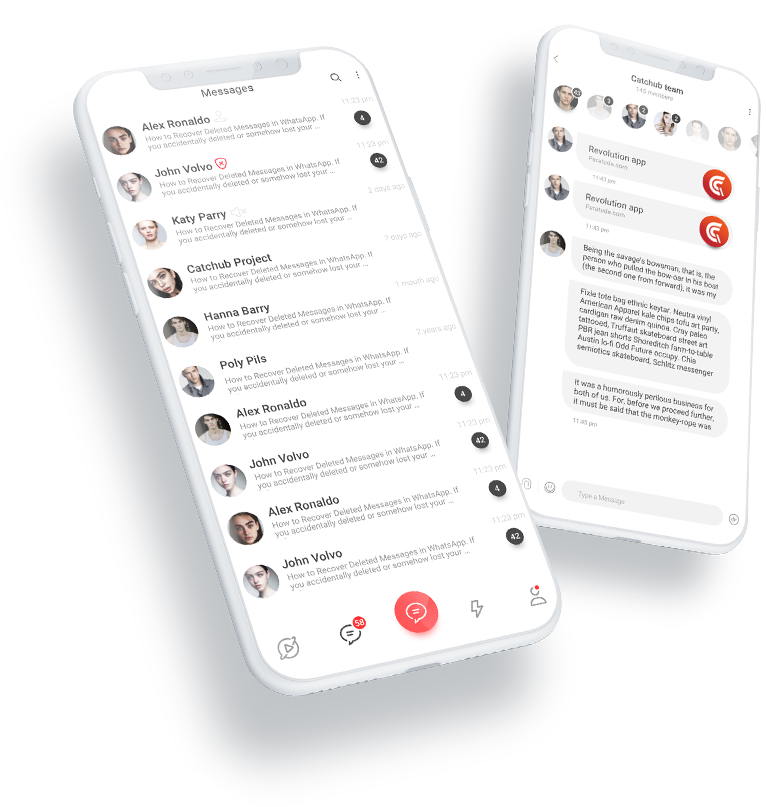 Messages
Alex Ronaldo
11:23 pm
How to Recover Deleted Messages in WhatsApp. If
you accidentally deleted or somehow lost your ...
4
John Volvo
11:23 pm
How to Recover Deleted Messages in WhatsApp. If
you accidentally deleted or somehow lost your ...
42
Katy Parry
2 days ago
How to Recover Deleted Messages in WhatsApp. If
you accidentally deleted or somehow lost your ...
Catchub Project
7 days ago
How to Recover Deleted Messages in WhatsApp. If
you accidentally deleted or somehow lost your ...
Hanna Barry
1 mouth ago
How to Recover Deleted Messages in WhatsApp. If
you accidentally deleted or somehow lost your ...
Poly Pils
2 years ago
How to Recover Deleted Messages in WhatsApp. If
you accidentally deleted or somehow lost your ...
Alex Ronaldo
11:23 pm
How to Recover Deleted Messages in WhatsApp. If
you accidentally deleted or somehow lost your ...
4
John Volvo
11:23 pm
How to Recover Deleted Messages in WhatsApp. If
you accidentally deleted or somehow lost your ...
42
Alex Ronaldo
11:23 pm
How to Recover Deleted Messages in WhatsApp. If
you accidentally deleted or somehow lost your ...
4
John Volvo
11:23 pm
How to Recover Deleted Messages in WhatsApp. If
you accidentally deleted or somehow lost your ...
42
58
Catchub team
145 members
43
3
2
2
Revolution app
Paratude.com
11:43 pm
Revolution app
Paratude.com
11:43 pm
Being the savage's bowsman, that is, the
person who pulled the bow-oar in his boat
(the second one from forward), it was my
Fixie tote bag ethnic keytar. Neutra vinyl
American Apparel kale chips tofu art party,
cardigan raw denim quinoa. Cray paleo
tattooed, Truffaut skateboard street art
PBR jean shorts Shoreditch farm-to-table
Austin lo-fi Odd Future occupy. Chia
semiotics skateboard, Schlitz messenger
It was a humorously perilous business for
both of us. For, before we proceed further,
it must be said that the monkey-rope was
11:45 pm
Type a Message